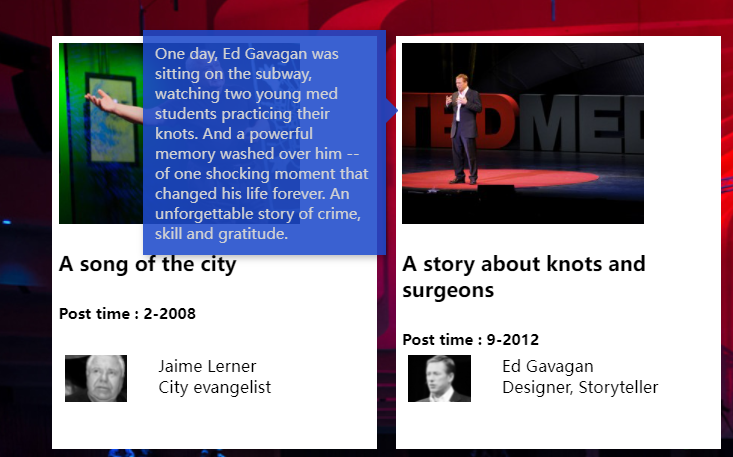 One day, Ed Gavagan was
sitting on the subway,
watching two young med
students practicing their
knots. And a powerful
memory washed over him --
of one shocking moment that
changed his life forever. An
unforgettable story of crime,
skill and gratitude.
A song of the city
Post time : 2-2008
Jaime Lerner
City evangelist
TEDMED
A story about knots and
surgeons
Post time : 9-2012
Ed Gavagan
Designer, Storyteller